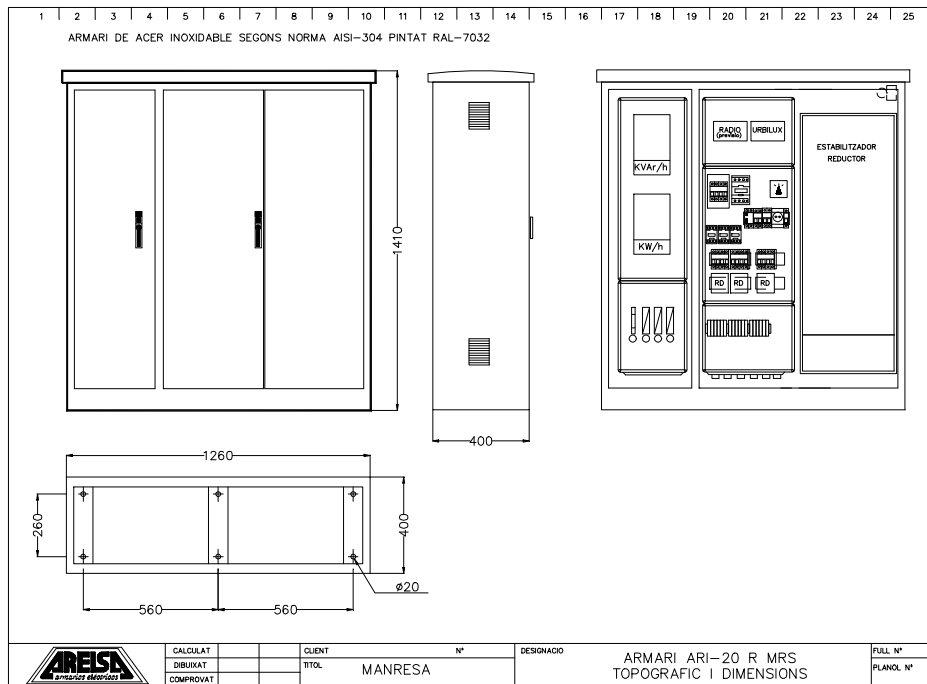 1 2 3 4 5 6 7 8 9 10 11 12 13 14 15 16 17 18 19 20 21 22 23 24 25
ARMARI DE ACER INOXIDABLE SEGONS NORMA AISI-304 PINTAT RAL-7032
1410
400
KVAr/h
KW/h
RADIO
(previsio)
URBILUX
RD RD RD
ESTABILITZADOR
REDUCTOR
1260
260
400
ø20
560 560
ARELSA
armarios eléctricos
CALCULAT
DIBUIXAT
COMPROVAT
CLIENT Nº
TITOL
MANRESA
DESIGNACIO
ARMARI ARI-20 R MRS
TOPOGRAFIC I DIMENSIONS
FULL Nº
PLANOL Nº